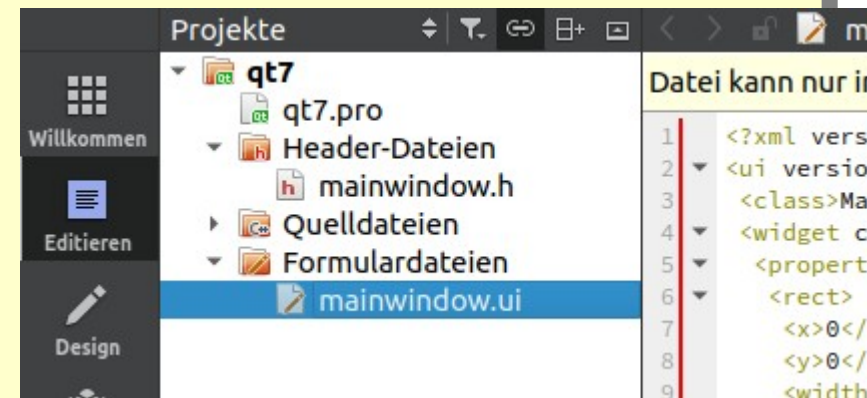 Projekte
qt7
qt7.pro
Header-Dateien
mainwindow.h
Quelldateien
Formulardateien
mainwindow.ui
Willkommen
Editieren
Design
m
Datei kann nur i
1 <?xml vers
2 <ui versio
3 <class>Ma
4 <widget c
5 <propert
6 <rect>
7 <x>0</
8 <y>0</
9 <width